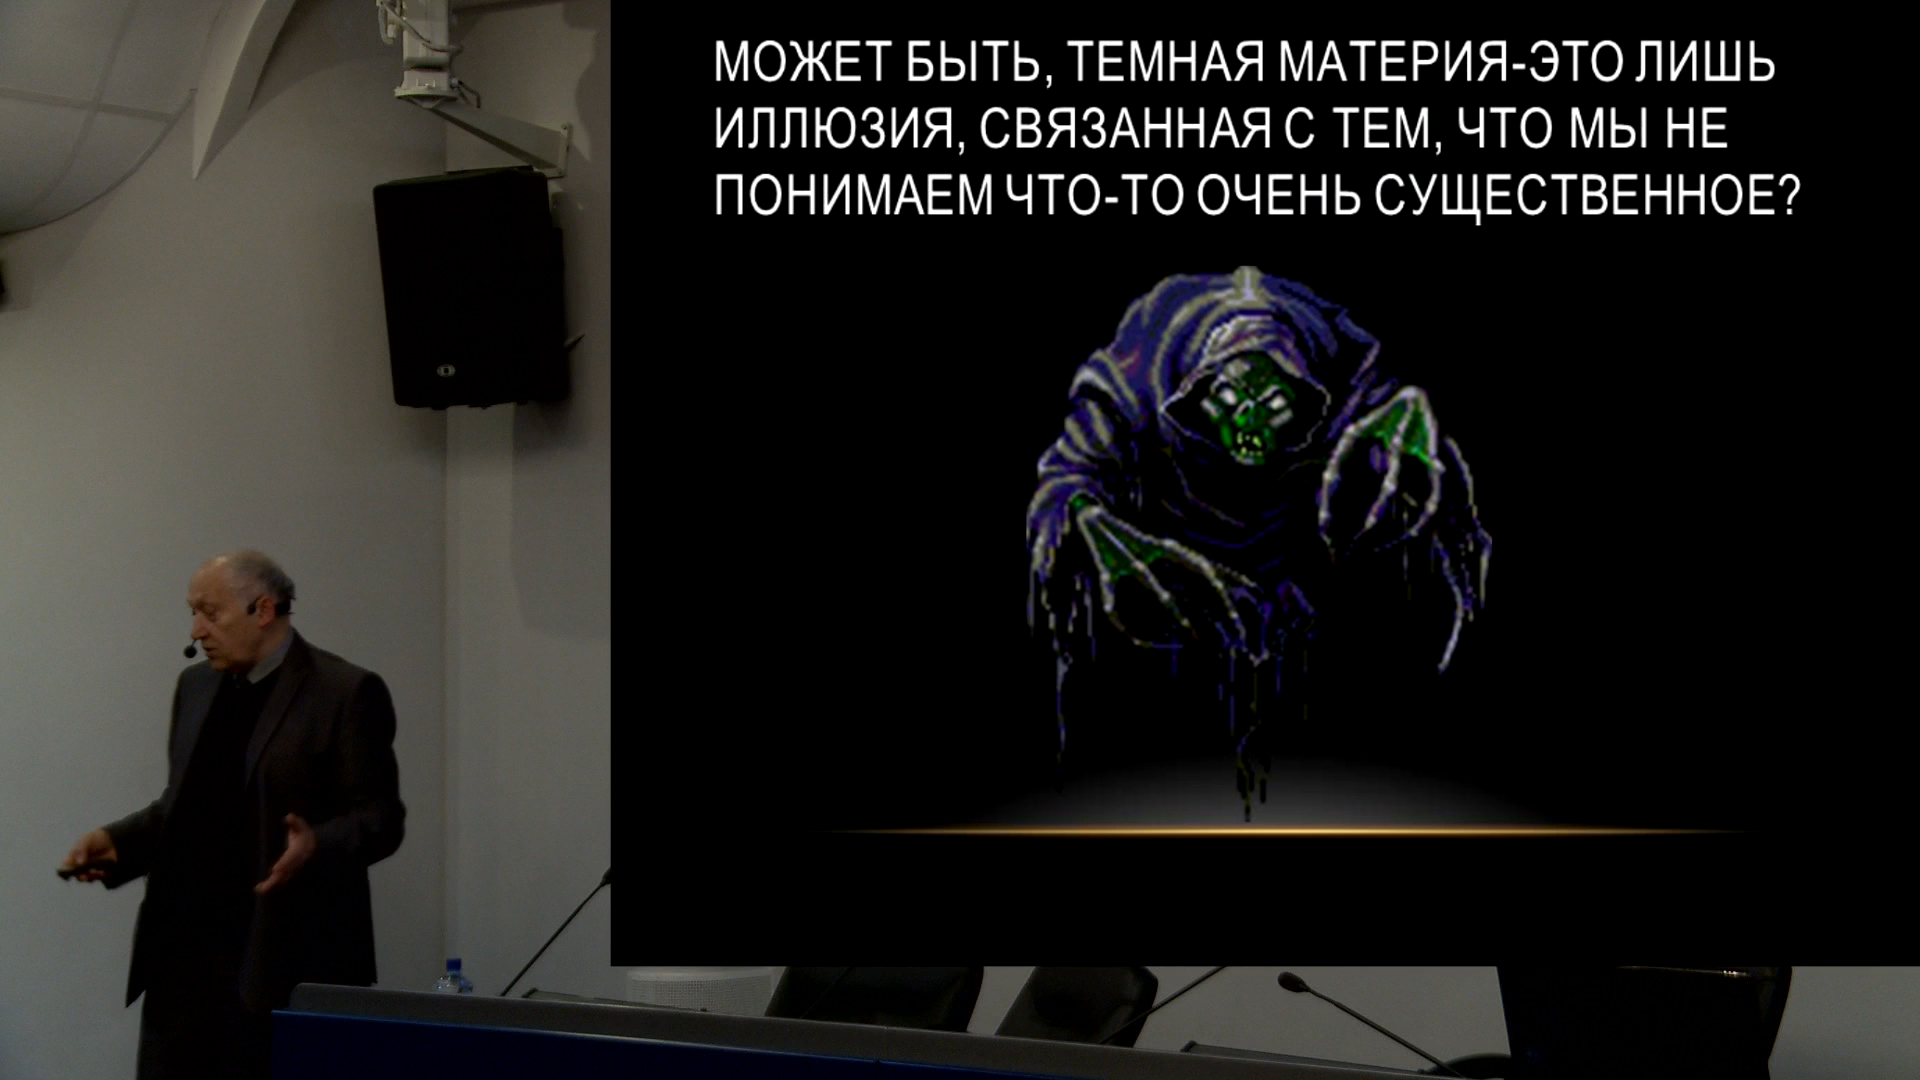 МОЖЕТ БЫТЬ, ТЕМНАЯ МАТЕРИЯ-ЭТО ЛИШЬ
ИЛЛЮЗИЯ, СВЯЗАННАЯ С ТЕМ, ЧТО МЫ НЕ
ПОНИМАЕМ ЧТО-ТО ОЧЕНЬ СУЩЕСТВЕННОЕ?